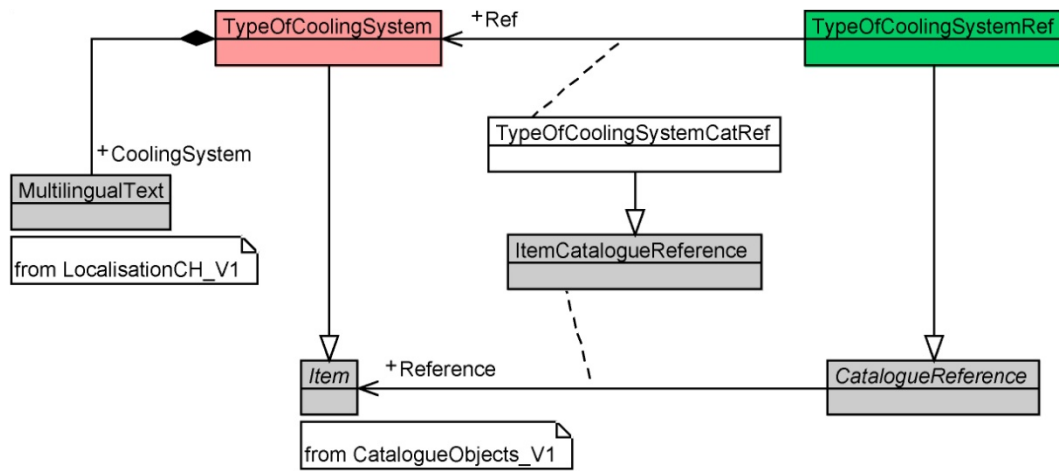 TypeOfCoolingSystem
+Ref
TypeOfCoolingSystemRef
TypeOfCoolingSystemCatRef
+CoolingSystem
MultilingualText
from LocalisationCH_V1
ItemCatalogueReference
Item
+Reference
CatalogueReference
from CatalogueObjects_V1